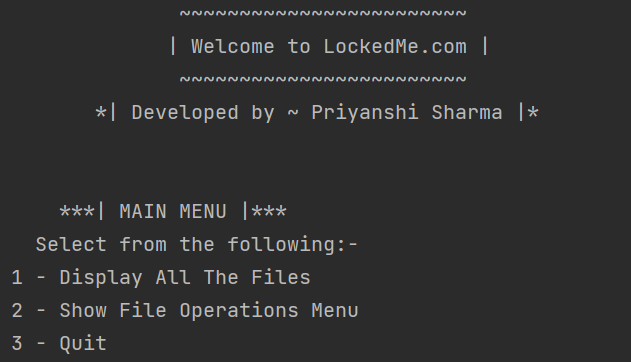 ~~~~~~~~~~~~~~~~~~~~~~~~
| Welcome to LockedMe.com |
~~~~~~~~~~~~~~~~~~~~~~~~
*| Developed by ~ Priyanshi Sharma |*
***| MAIN MENU |***
Select from the following:-
1 - Display All The Files
2 - Show File Operations Menu
3 - Quit